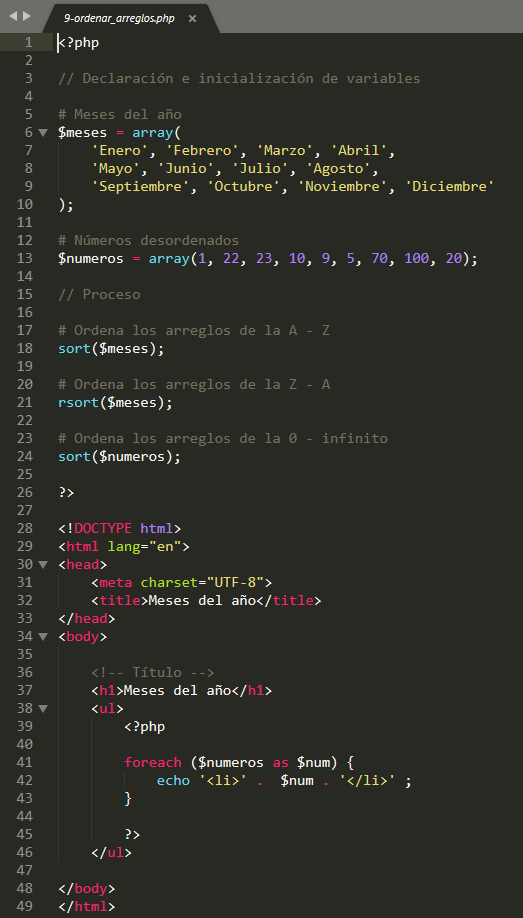 9-ordenar_arreglos.php ×
1 <?php
2
3 // Declaración e inicialización de variables
4
5 # Meses del año
6 $meses = array(
7 'Enero', 'Febrero', 'Marzo', 'Abril',
8 'Mayo', 'Junio', 'Julio', 'Agosto',
9 'Septiembre', 'Octubre', 'Noviembre', 'Diciembre'
10 );
11
12 # Números desordenados
13 $numeros = array(1, 22, 23, 10, 9, 5, 70, 100, 20);
14
15 // Proceso
16
17 # Ordena los arreglos de la A - Z
18 sort($meses);
19
20 # Ordena los arreglos de la Z - A
21 rsort($meses);
22
23 # Ordena los arreglos de la 0 - infinito
24 sort($numeros);
25
26 ?>
27
28 <!DOCTYPE html>
29 <html lang="en">
30 <head>
31 <meta charset="UTF-8">
32 <title>Meses del año</title>
33 </head>
34 <body>
35
36 <!-- Título -->
37 <h1>Meses del año</h1>
38 <ul>
39 <?php
40
41 foreach ($numeros as $num) {
42 echo '<li>' .  $num . '</li>' ;
43 }
44
45 ?>
46 </ul>
47
48 </body>
49 </html>